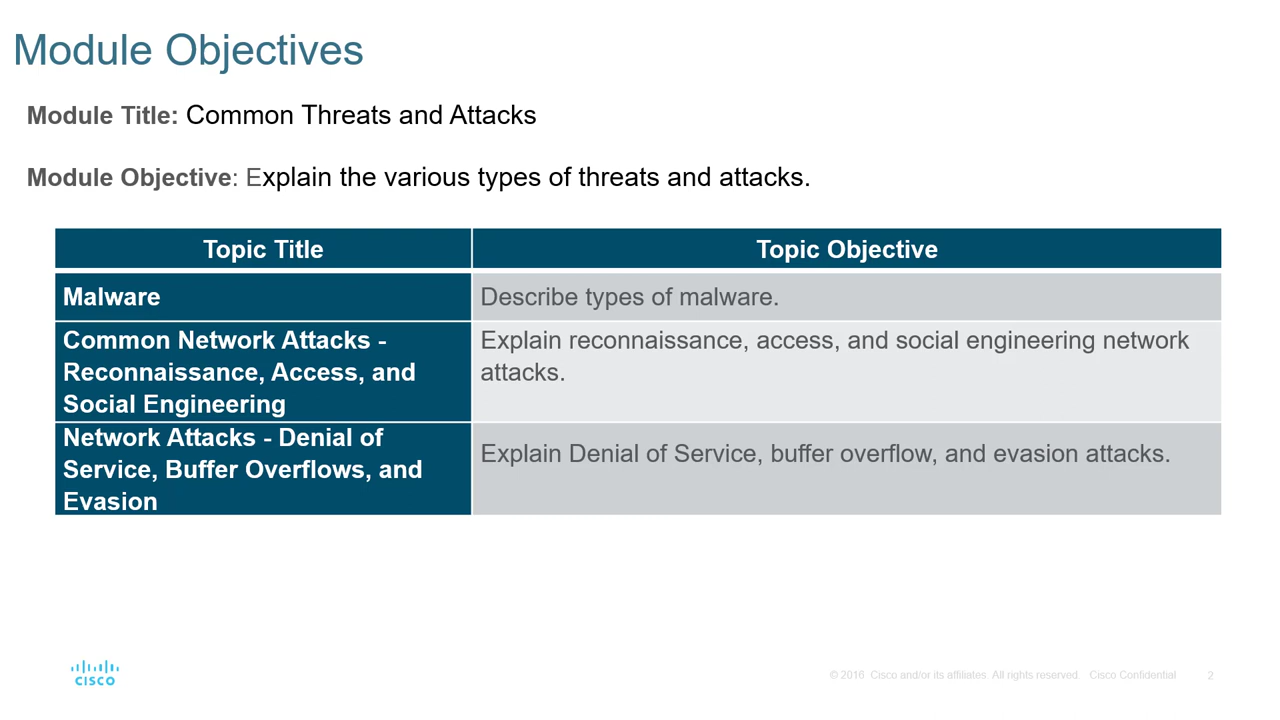 Module Objectives
Module Title: Common Threats and Attacks
Module Objective: Explain the various types of threats and attacks.
Topic Title
Topic Objective
Malware
Describe types of malware.
Common Network Attacks -
Reconnaissance, Access, and
Social Engineering
Explain reconnaissance, access, and social engineering network
attacks.
Network Attacks - Denial of
Service, Buffer Overflows, and
Evasion
Explain Denial of Service, buffer overflow, and evasion attacks.
CISCO
© 2016 Cisco and/or its affiliates. All rights reserved. Cisco Confidential
2